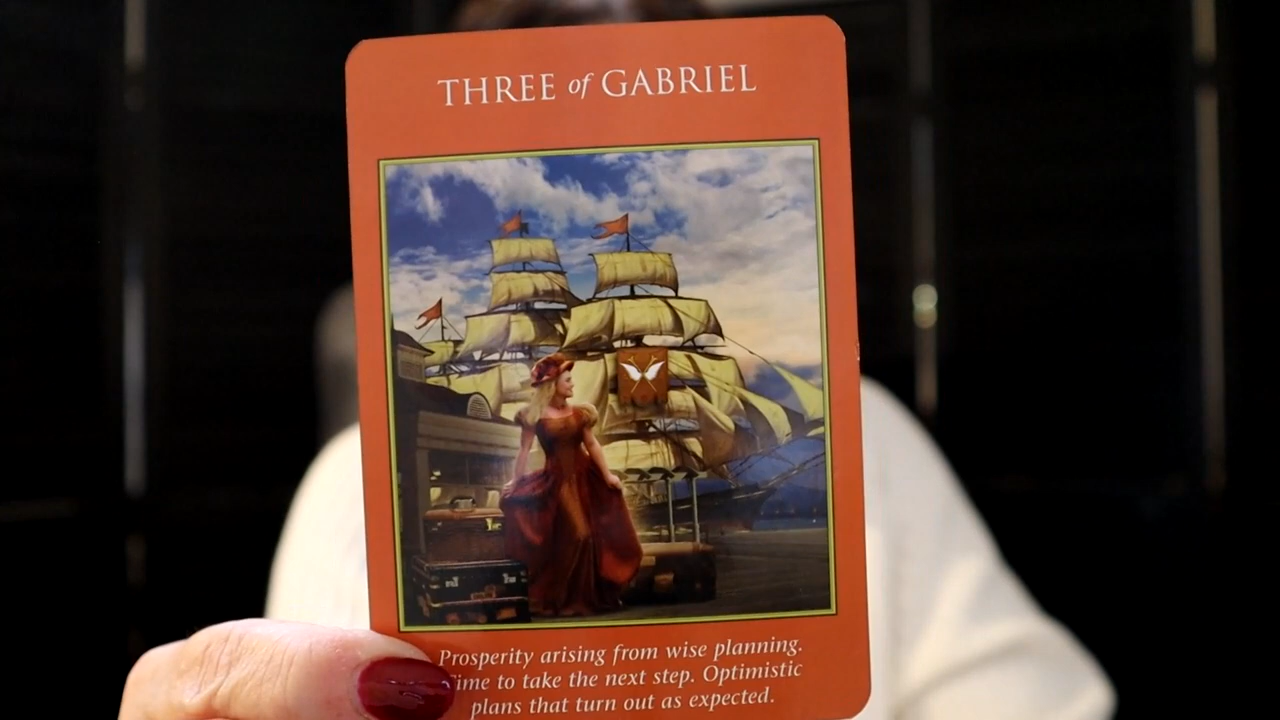 THREE of GABRIEL
Prosperity arising from wise planning.
Time to take the next step. Optimistic
plans that turn out as expected.